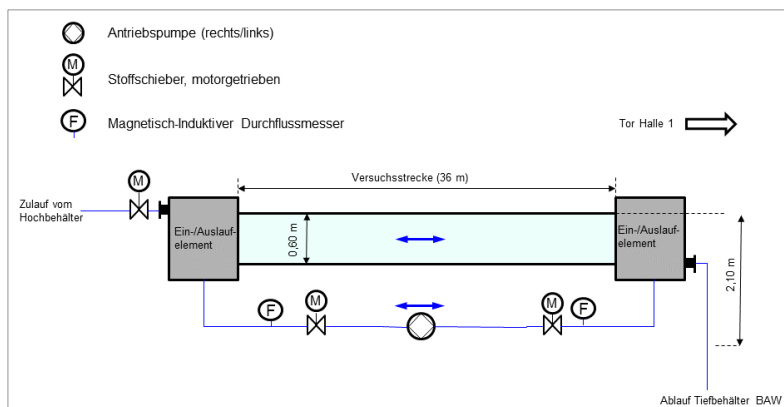 Antriebspumpe (rechts/links)
M
Stoffschieber, motorgetrieben
F
Magnetisch-Induktiver Durchflussmesser
Tor Halle 1
Versuchsstrecke (36 m)
M
Zulauf vom
Hochbehälter
Ein-/Auslauf-
element
0,60 m
Ein-/Auslauf-
element
2,10 m
F
M
M
F
Ablauf Tiefbehälter BAW